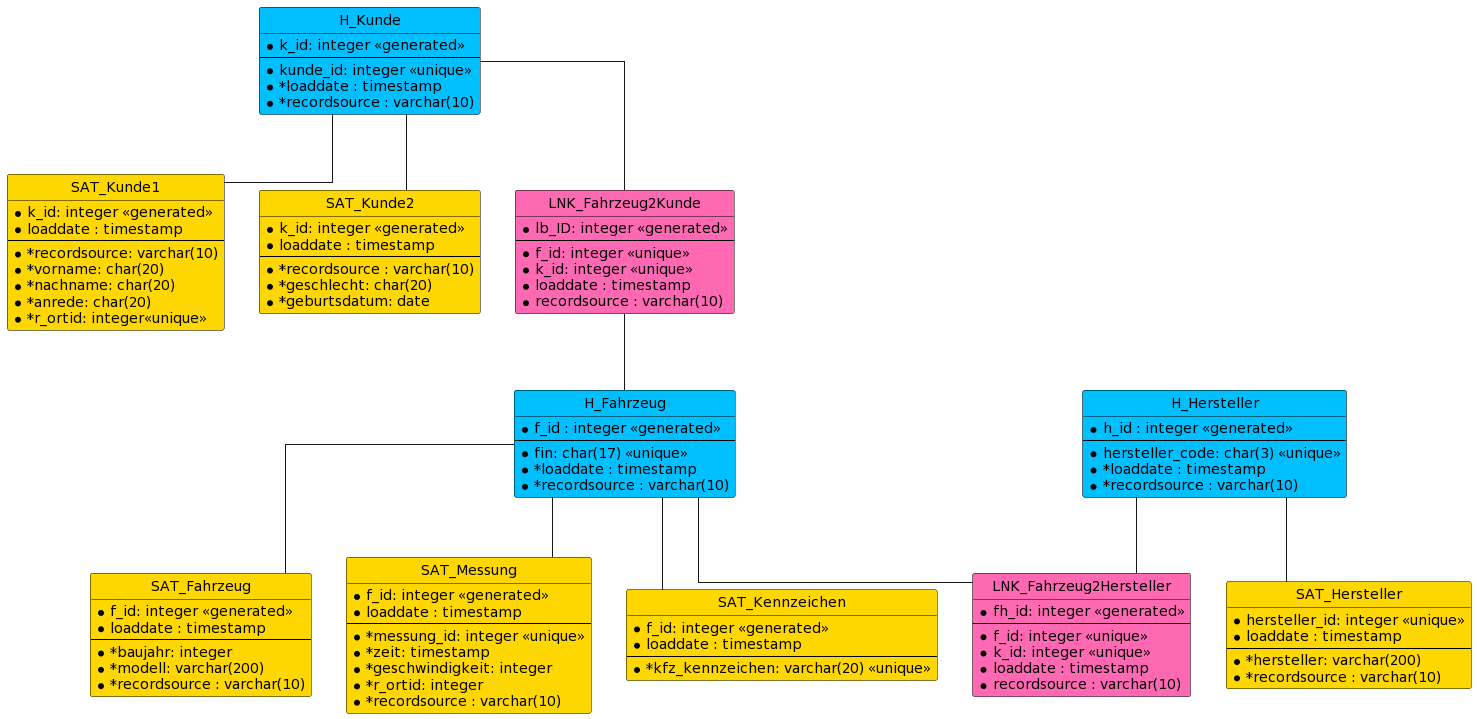 H_Kunde
k_id: integer «generated»
kunde_id: integer «unique»
*loaddate : timestamp
*recordsource : varchar(10)
SAT_Kunde1
k_id: integer «generated»
loaddate : timestamp
*recordsource: varchar(10)
*vorname: char(20)
*nachname: char(20)
*anrede: char(20)
*r_ortid: integer«unique»
SAT_Kunde2
k_id: integer «generated»
loaddate : timestamp
*recordsource : varchar(10)
*geschlecht: char(20)
*geburtsdatum: date
LNK_Fahrzeug2Kunde
lb_ID: integer «generated»
f_id: integer «unique»
k_id: integer «unique»
loaddate : timestamp
recordsource : varchar(10)
H_Fahrzeug
f_id : integer «generated»
fin: char(17) «unique»
*loaddate : timestamp
*recordsource : varchar(10)
H_Hersteller
h_id : integer «generated»
hersteller_code: char(3) «unique»
*loaddate : timestamp
*recordsource : varchar(10)
SAT_Fahrzeug
f_id: integer «generated»
loaddate : timestamp
*baujahr: integer
*modell: varchar(200)
*recordsource : varchar(10)
SAT_Messung
f_id: integer «generated»
loaddate : timestamp
*messung_id: integer «unique»
*zeit: timestamp
*geschwindigkeit: integer
*r_ortid: integer
*recordsource : varchar(10)
SAT_Kennzeichen
f_id: integer «generated»
loaddate : timestamp
*kfz_kennzeichen: varchar(20) «unique»
LNK_Fahrzeug2Hersteller
fh_id: integer «generated»
f_id: integer «unique»
k_id: integer «unique»
loaddate : timestamp
recordsource : varchar(10)
SAT_Hersteller
hersteller_id: integer «unique»
loaddate : timestamp
*hersteller: varchar(200)
*recordsource : varchar(10)